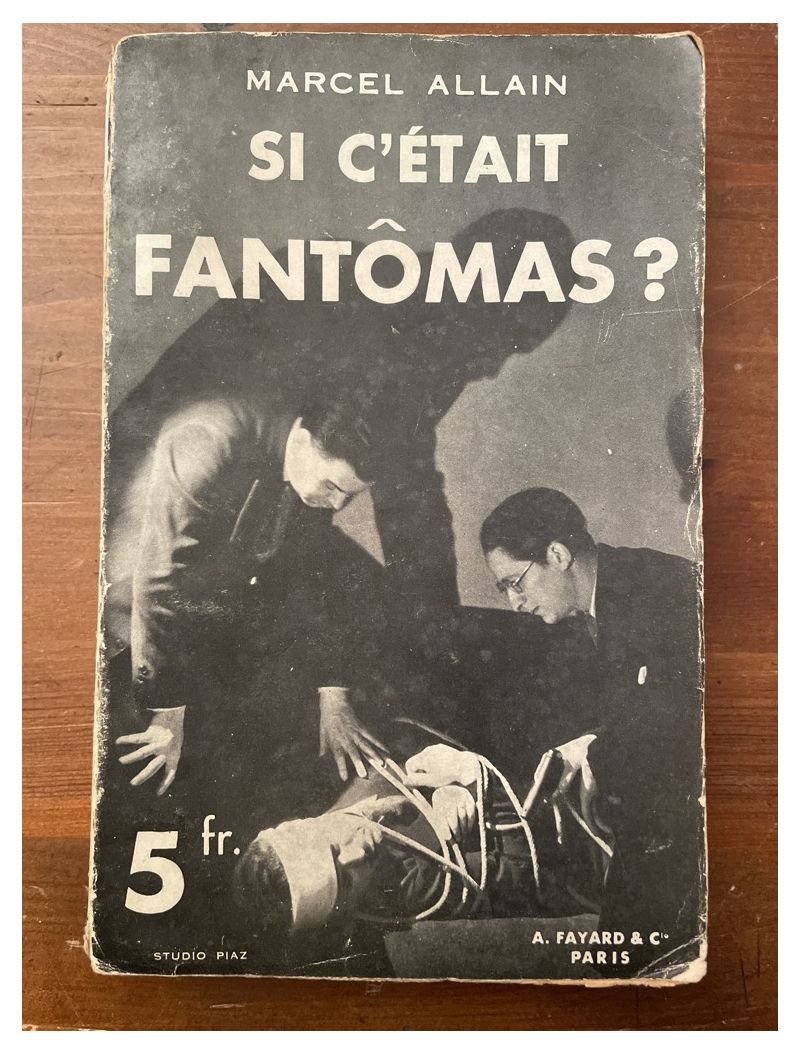 MARCEL ALLAIN
SI C'ÉTAIT
FANTÔMAS ?
5 fr.
STUDIO PIAZ
A. FAYARD & Cie
PARIS